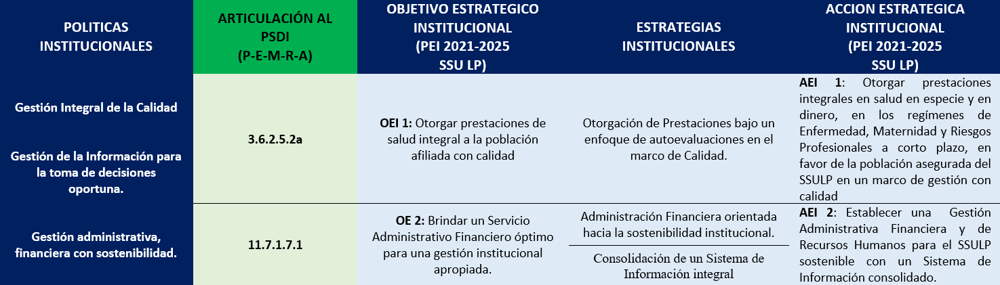 POLITICAS
INSTITUCIONALES
ARTICULACIÓN AL
PSDI
(P-E-M-R-A)
OBJETIVO ESTRATEGICO
INSTITUCIONAL
(PEI 2021-2025
SSU LP)
ESTRATEGIAS
INSTITUCIONALES
ACCION ESTRATEGICA
INSTITUCIONAL
(PEI 2021-2025
SSU LP)
Gestión Integral de la Calidad
Gestión de la Información para
la toma de decisiones
oportuna.
3.6.2.5.2a
OEI 1: Otorgar prestaciones de
salud integral a la población
afiliada con calidad
Otorgación de Prestaciones bajo un
enfoque de autoevaluaciones en el
marco de Calidad.
AEI 1: Otorgar prestaciones
integrales en salud en especie y en
dinero, en los regímenes de
Enfermedad, Maternidad y Riesgos
Profesionales a corto plazo, en
favor de la población asegurada del
SSULP en un marco de gestión con
calidad
Gestión administrativa,
financiera con sostenibilidad.
11.7.1.7.1
OE 2: Brindar un Servicio
Administrativo Financiero óptimo
para una gestión institucional
apropiada.
Administración Financiera orientada
hacia la sostenibilidad institucional.
Consolidación de un Sistema de
Información integral
AEI 2: Establecer una Gestión
Administrativa Financiera y de
Recursos Humanos para el SSULP
sostenible con un Sistema de
Información consolidado.